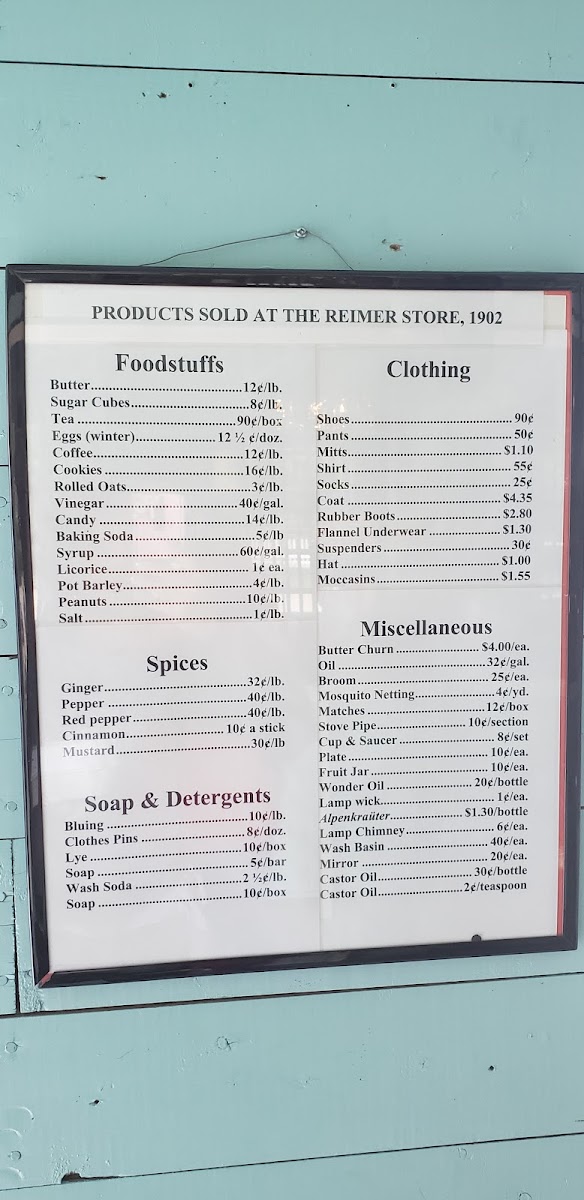 PRODUCTS SOLD AT THE REIMER STORE, 1902
Foodstuffs
Butter....................................12¢/lb.
Sugar Cubes............................8¢/lb.
Tea ......................................90¢/box
Eggs (winter)................... 12 ½ ¢/doz.
Coffee....................................12¢/lb.
Cookies .................................16¢/lb.
Rolled Oats..............................3¢/lb.
Vinegar ................................40¢/gal.
Candy ...................................14¢/lb.
Baking Soda.............................5¢/lb
Syrup ...................................60¢/gal.
Licorice...................................1¢ ea.
Pot Barley................................4¢/lb.
Peanuts ..................................10¢/lb.
Salt.........................................1¢/lb.
Spices
Ginger...................................32¢/lb.
Pepper ..................................40¢/lb.
Red pepper.............................40¢/lb.
Cinnamon........................ 10¢ a stick
Mustard.................................30¢/lb
Soap & Detergents
Bluing ..................................10¢/lb.
Clothes Pins ..........................8¢/doz.
Lye .....................................10¢/box
Soap .....................................5¢/bar
Wash Soda ..........................2 ½¢/lb.
Soap ....................................10¢/box
Clothing
Shoes........................................ 90¢
Pants ........................................ 50¢
Mitts....................................... $1.10
Shirt ......................................... 55¢
Socks ........................................ 25¢
Coat ....................................... $4.35
Rubber Boots.......................... $2.80
Flannel Underwear .................. $1.30
Suspenders ............................... 30¢
Hat ......................................... $1.00
Moccasins............................... $1.55
Miscellaneous
Butter Churn ..................... $4.00/ea.
Oil .....................................32¢/gal.
Broom................................. 25¢/ea.
Mosquito Netting....................4¢/yd.
Matches ..............................12¢/box
Stove Pipe....................... 10¢/section
Cup & Saucer ........................ 8¢/set
Plate.................................... 10¢/ea.
Fruit Jar .............................. 10¢/ea.
Wonder Oil ...................... 20¢/bottle
Lamp wick............................. 1¢/ea.
Alpenkraüter.................. $1.30/bottle
Lamp Chimney...................... 6¢/ea.
Wash Basin .......................... 40¢/ea.
Mirror ................................. 20¢/ea.
Castor Oil........................30¢/bottle
Castor Oil.....................2¢/teaspoon